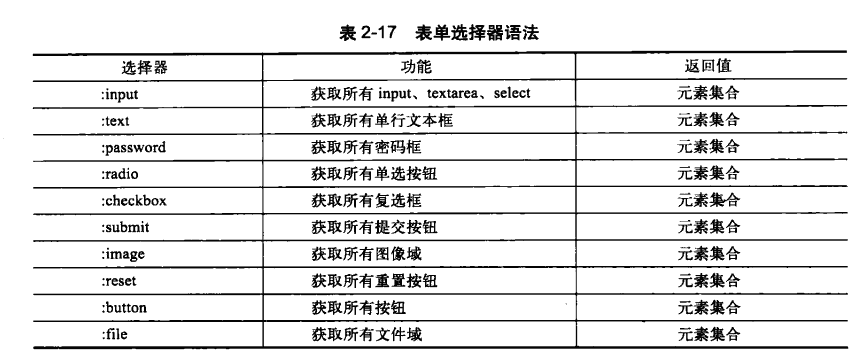 表 2-17 表单选择器语法
选择器 功能 返回值
:input 获取所有 input、textarea、select 元素集合
:text 获取所有单行文本框 元素集合
:password 获取所有密码框 元素集合
:radio 获取所有单选按钮 元素集合
:checkbox 获取所有复选框 元素集合
:submit 获取所有提交按钮 元素集合
:image 获取所有图像域 元素集合
:reset 获取所有重置按钮 元素集合
:button 获取所有按钮 元素集合
:file 获取所有文件域 元素集合